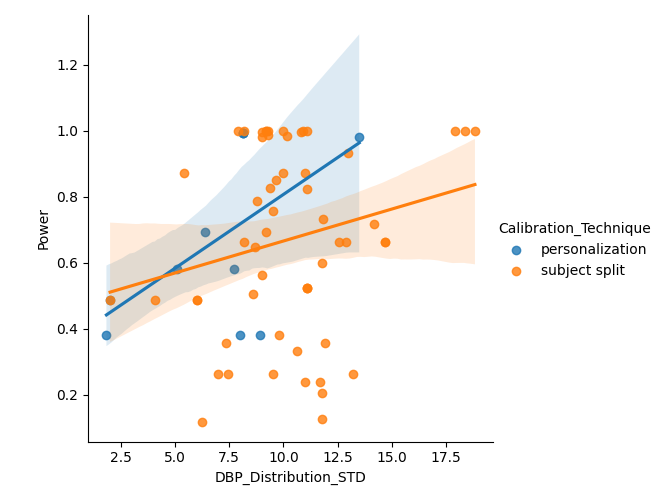 1.2
1.0
0.8
0.6
0.4
0.2
Power
2.5 5.0 7.5 10.0 12.5 15.0 17.5
DBP_Distribution_STD
Calibration_Technique
personalization
subject split